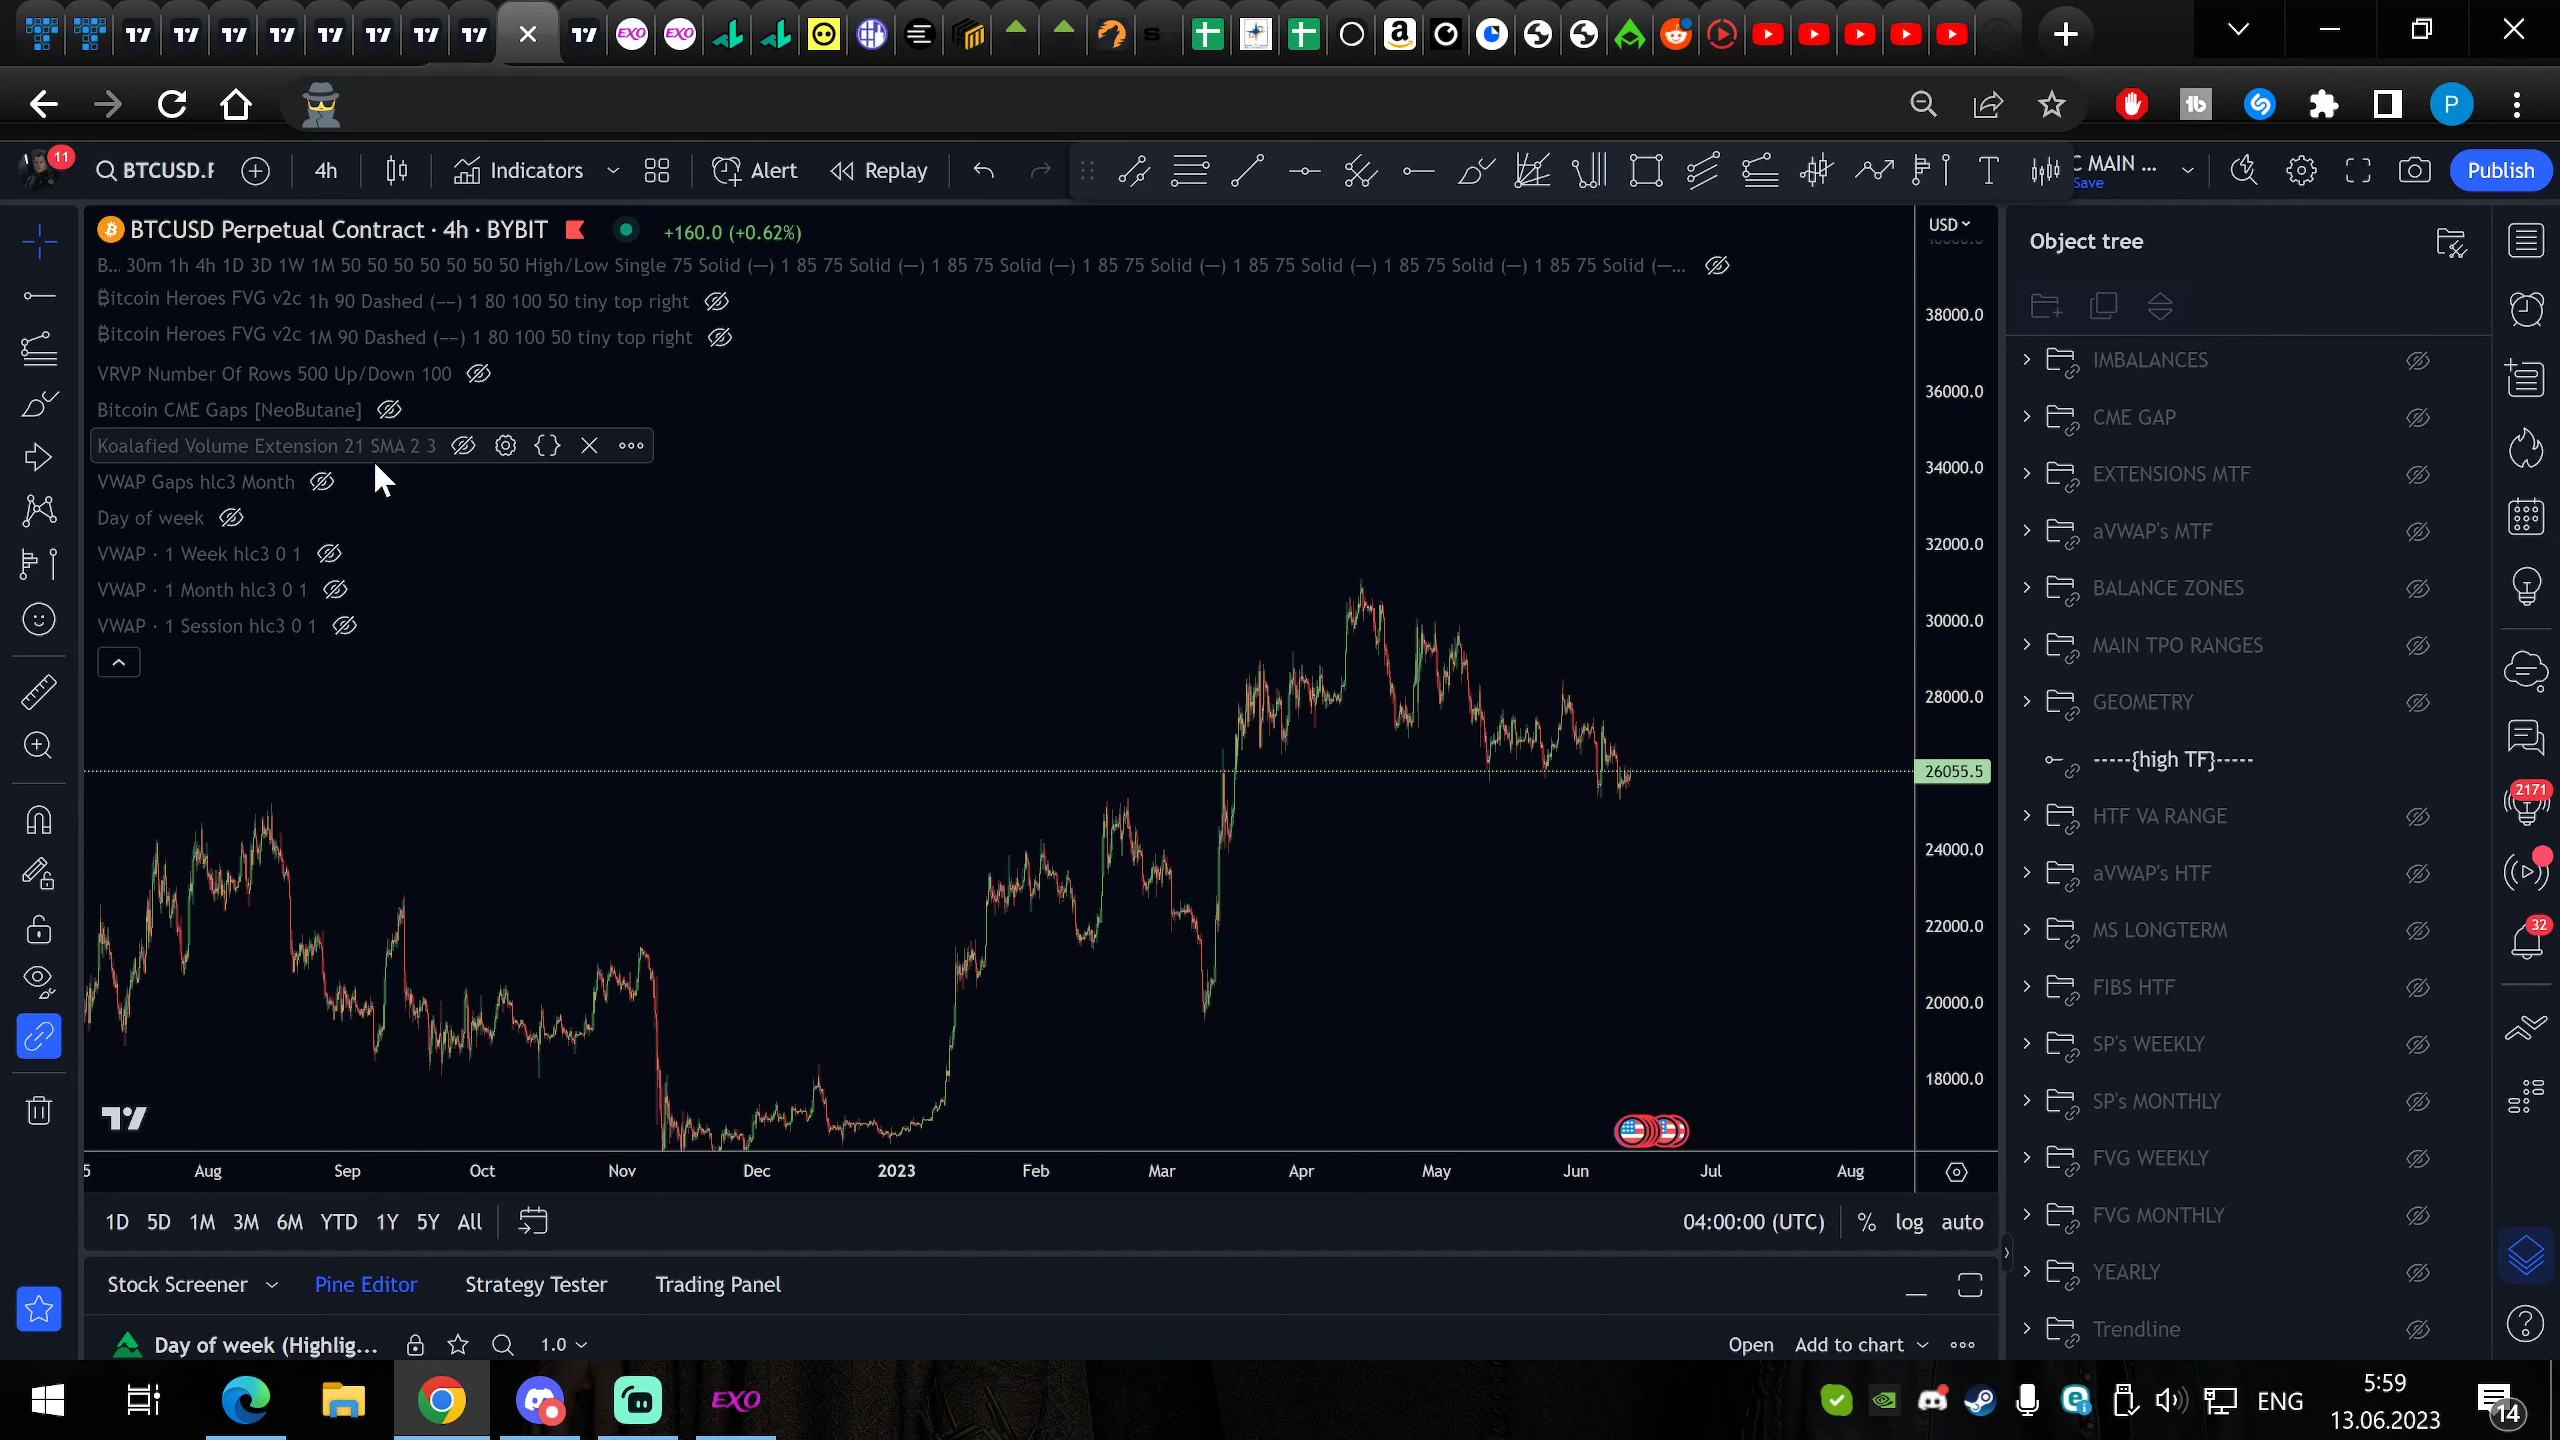 EXO EXO
P
11
BTCUSD.P 4h Indicators Alert Replay C MAIN ... Save Publish
BTCUSD Perpetual Contract · 4h · BYBIT +160.0 (+0.62%)
B... 30m 1h 4h 1D 3D 1W 1M 50 50 50 50 50 50 50 High/Low Single 75 Solid (—) 1 85 75 Solid (—) 1 85 75 Solid (—) 1 85 75 Solid (—) 1 85 75 Solid (—) 1 85 75 Solid (—) 1 85 75 Solid (—...
₿itcoin Heroes FVG v2c 1h 90 Dashed (--) 1 80 100 50 tiny top right
₿itcoin Heroes FVG v2c 1M 90 Dashed (--) 1 80 100 50 tiny top right
VRVP Number Of Rows 500 Up/Down 100
Bitcoin CME Gaps [NeoButane]
Koalafied Volume Extension 21 SMA 2 3
VWAP Gaps hlc3 Month
Day of week
VWAP · 1 Week hlc3 0 1
VWAP · 1 Month hlc3 0 1
VWAP · 1 Session hlc3 0 1
USD
38000.0
36000.0
34000.0
32000.0
30000.0
28000.0
26055.5
24000.0
22000.0
20000.0
18000.0
5 Aug Sep Oct Nov Dec 2023 Feb Mar Apr May Jun Jul Aug
1D 5D 1M 3M 6M YTD 1Y 5Y All 04:00:00 (UTC) % log auto
Stock Screener Pine Editor Strategy Tester Trading Panel
Day of week (Highlig... 1.0 Open Add to chart
Object tree
IMBALANCES
CME GAP
EXTENSIONS MTF
aVWAP's MTF
BALANCE ZONES
MAIN TPO RANGES
GEOMETRY
-----{high TF}-----
HTF VA RANGE
aVWAP's HTF
MS LONGTERM
FIBS HTF
SP's WEEKLY
SP's MONTHLY
FVG WEEKLY
FVG MONTHLY
YEARLY
Trendline
2171
32
EXO
ENG
5:59
13.06.2023
14